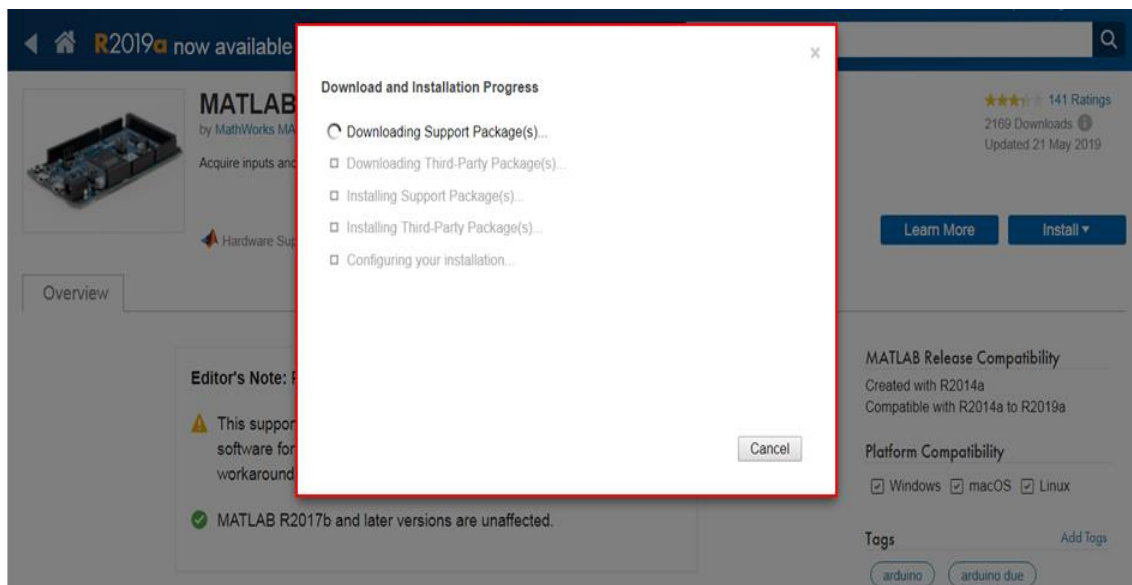 R2019a now available
MATLAB
by MathWorks MA
Acquire inputs and
Hardware Sup
141 Ratings
2169 Downloads
Updated 21 May 2019
Learn More
Install
Overview
x
Download and Installation Progress
Downloading Support Package(s)...
Downloading Third-Party Package(s)...
Installing Support Package(s)...
Installing Third-Party Package(s)...
Configuring your installation...
Cancel
Editor's Note:
This suppor
software for
workaround
MATLAB R2017b and later versions are unaffected.
MATLAB Release Compatibility
Created with R2014a
Compatible with R2014a to R2019a
Platform Compatibility
Windows macOS Linux
Tags
Add Tags
arduino
arduino due